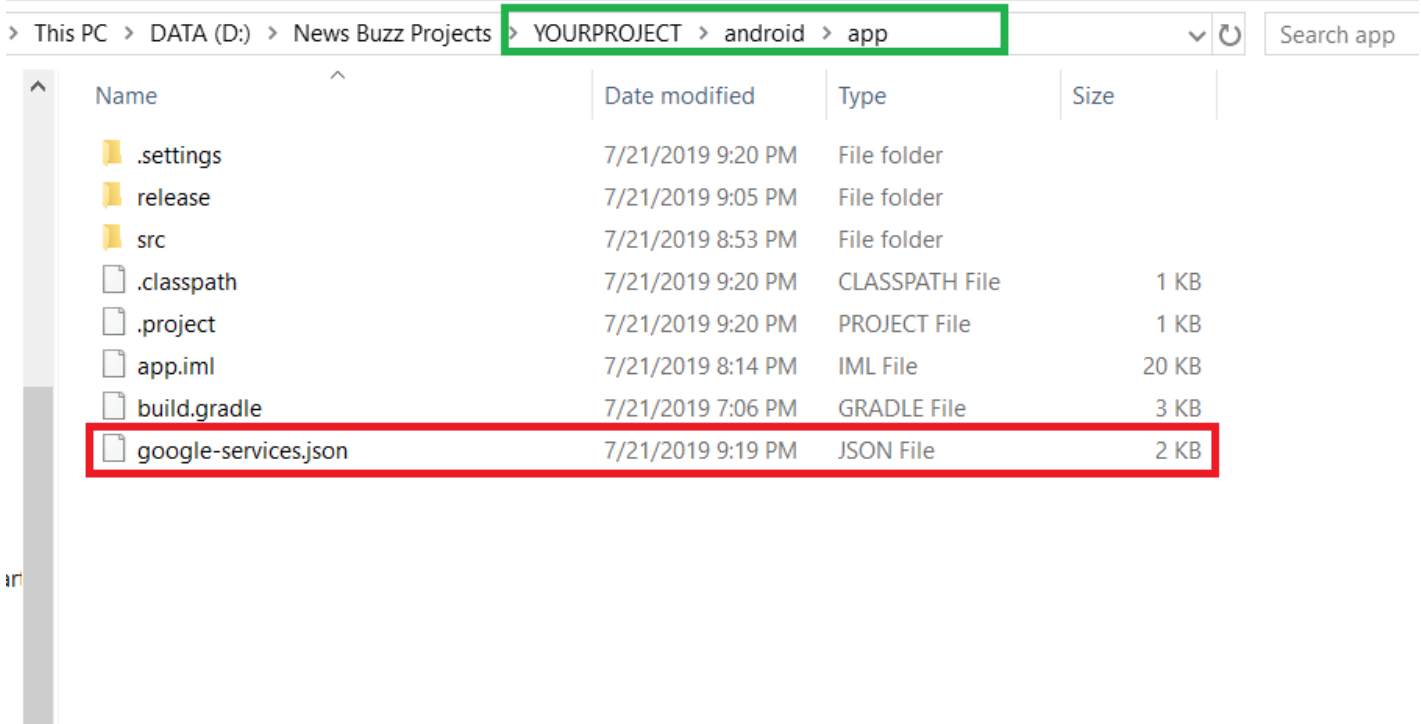 This PC > DATA (D:) > News Buzz Projects > YOURPROJECT > android > app Search app
Name Date modified Type Size
.settings 7/21/2019 9:20 PM File folder
release 7/21/2019 9:05 PM File folder
src 7/21/2019 8:53 PM File folder
.classpath 7/21/2019 9:20 PM CLASSPATH File 1 KB
.project 7/21/2019 9:20 PM PROJECT File 1 KB
app.iml 7/21/2019 8:14 PM IML File 20 KB
build.gradle 7/21/2019 7:06 PM GRADLE File 3 KB
google-services.json 7/21/2019 9:19 PM JSON File 2 KB